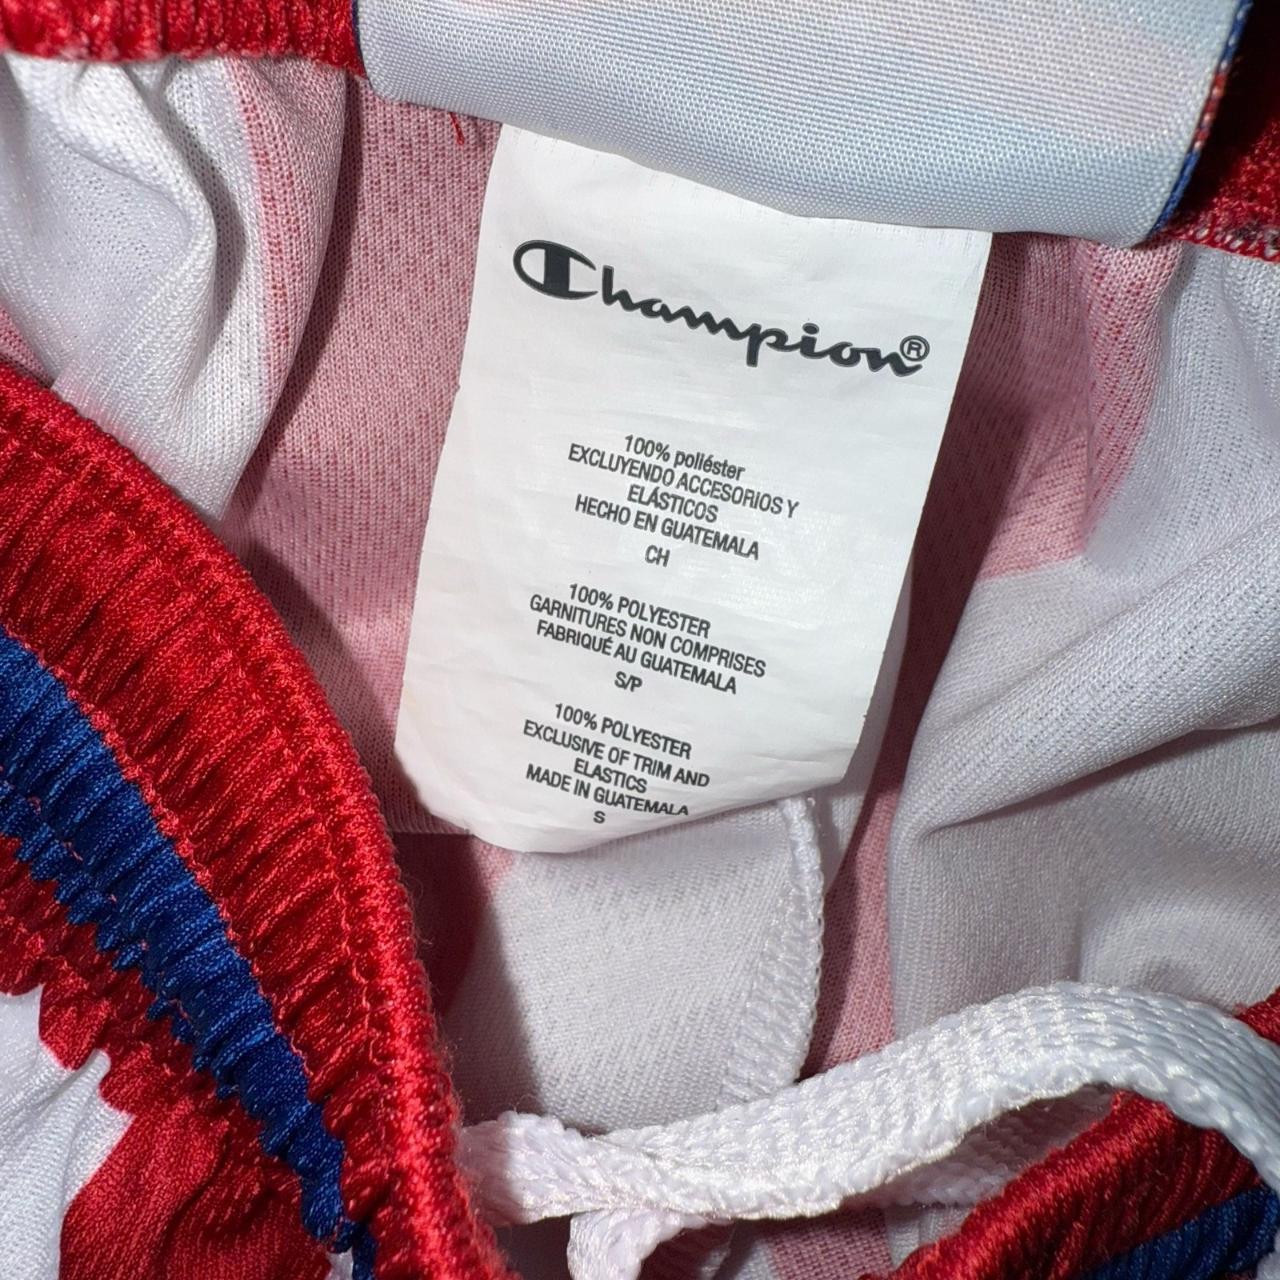 Champion®
100% poliéster
EXCLUYENDO ACCESORIOS Y
ELÁSTICOS
HECHO EN GUATEMALA
CH
100% POLYESTER
GARNITURES NON COMPRISES
FABRIQUÉ AU GUATEMALA
S/P
100% POLYESTER
EXCLUSIVE OF TRIM AND
ELASTICS
MADE IN GUATEMALA
S